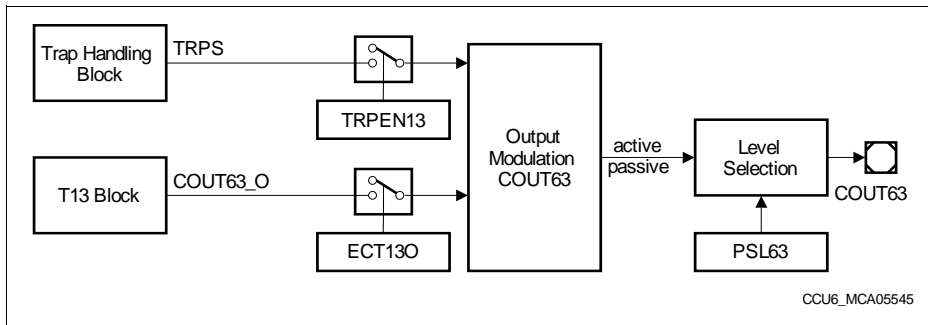 Trap Handling
Block
TRPS
TRPEN13
T13 Block
COUT63_O
ECT13O
Output
Modulation
COUT63
active
passive
Level
Selection
PSL63
COUT63
CCU6_MCA05545